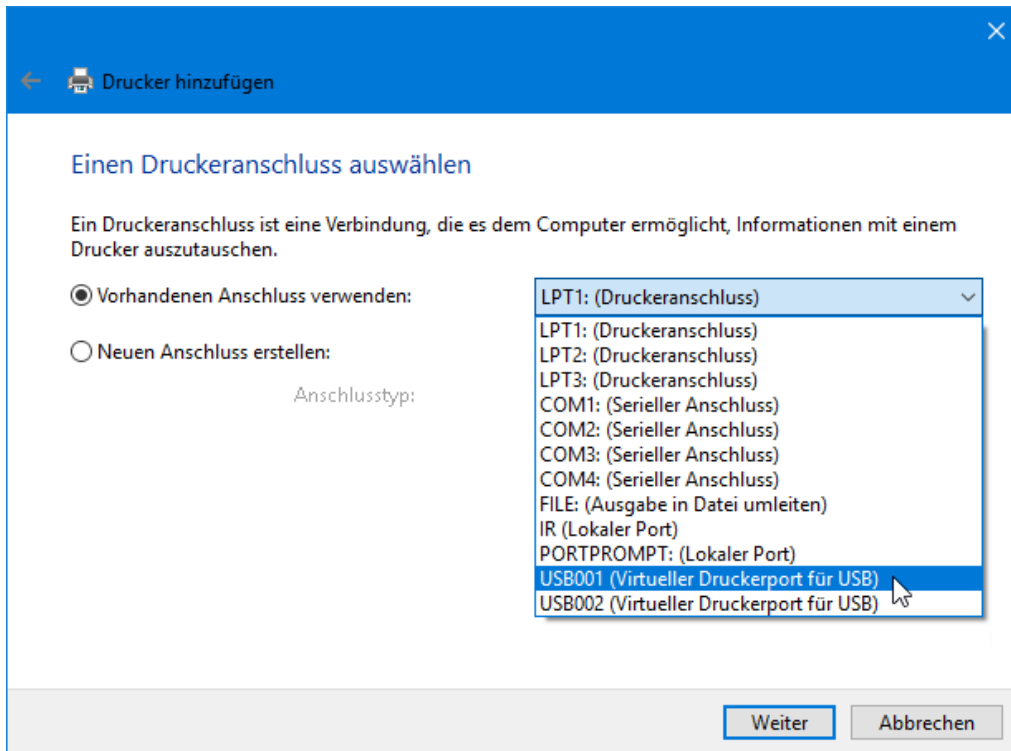 Drucker hinzufügen
Einen Druckeranschluss auswählen
Ein Druckeranschluss ist eine Verbindung, die es dem Computer ermöglicht, Informationen mit einem
Drucker auszutauschen.
Vorhandenen Anschluss verwenden:
LPT1: (Druckeranschluss)
Neuen Anschluss erstellen:
Anschlusstyp:
LPT1: (Druckeranschluss)
LPT2: (Druckeranschluss)
LPT3: (Druckeranschluss)
COM1: (Serieller Anschluss)
COM2: (Serieller Anschluss)
COM3: (Serieller Anschluss)
COM4: (Serieller Anschluss)
FILE: (Ausgabe in Datei umleiten)
IR (Lokaler Port)
PORTPROMPT: (Lokaler Port)
USB001 (Virtueller Druckerport für USB)
USB002 (Virtueller Druckerport für USB)
Weiter
Abbrechen